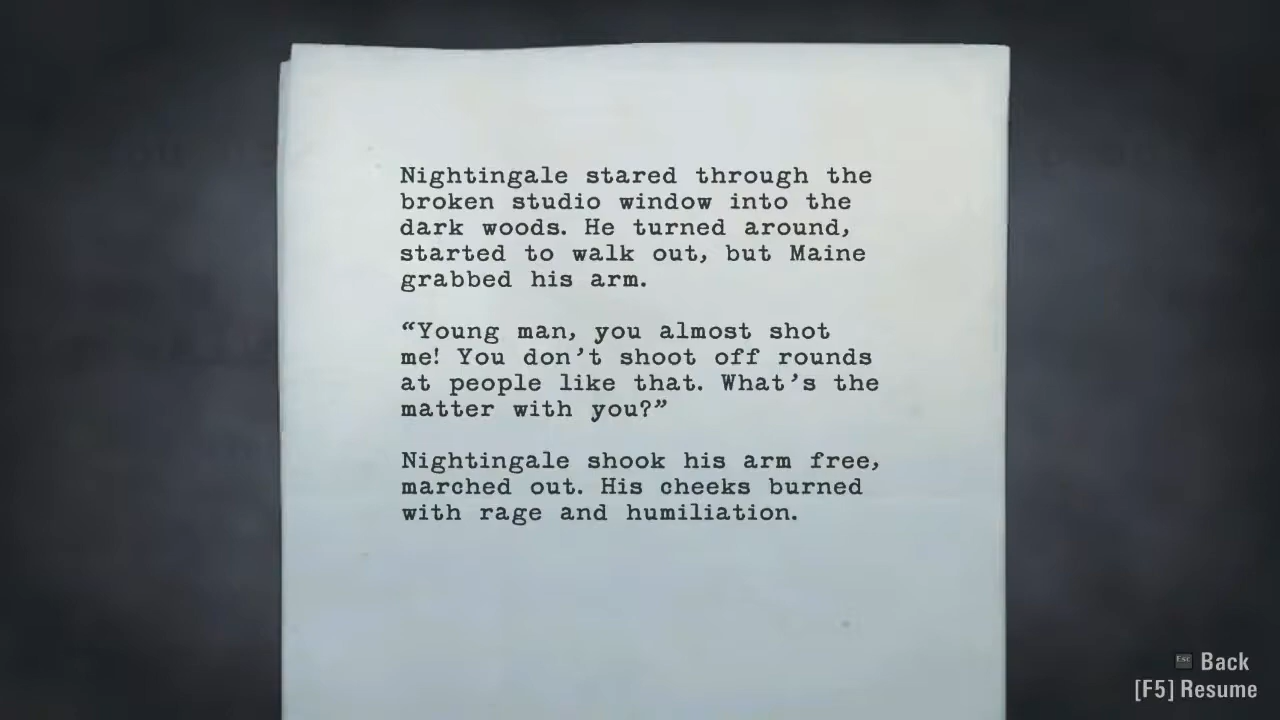 Nightingale stared through the
broken studio window into the
dark woods. He turned around,
started to walk out, but Maine
grabbed his arm.
“Young man, you almost shot
me! You don’t shoot off rounds
at people like that. What’s the
matter with you?”
Nightingale shook his arm free,
marched out. His cheeks burned
with rage and humiliation.
Esc Back
[F5] Resume